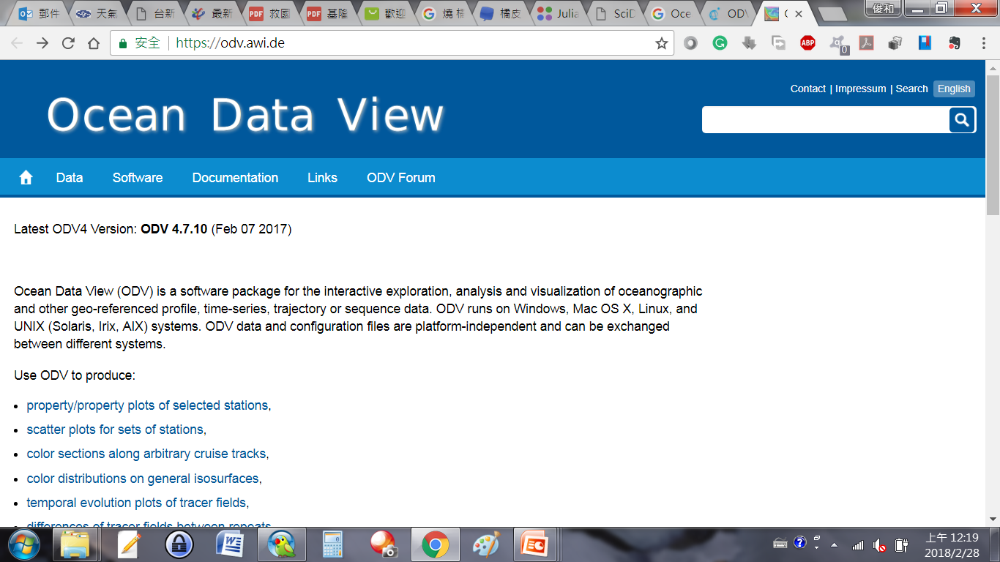 郵件
天氣
台新
最新
PDF 救國
PDF 基隆
歡迎
G 燒 橘
橘皮
Julia
SciD
G Oce
ODV
俊和
安全 https://odv.awi.de
G
ABP
0
Ocean Data View
Contact | Impressum | Search English
Data Software Documentation Links ODV Forum
Latest ODV4 Version: ODV 4.7.10 (Feb 07 2017)
Ocean Data View (ODV) is a software package for the interactive exploration, analysis and visualization of oceanographic
and other geo-referenced profile, time-series, trajectory or sequence data. ODV runs on Windows, Mac OS X, Linux, and
UNIX (Solaris, Irix, AIX) systems. ODV data and configuration files are platform-independent and can be exchanged
between different systems.
Use ODV to produce:
property/property plots of selected stations,
scatter plots for sets of stations,
color sections along arbitrary cruise tracks,
color distributions on general isosurfaces,
temporal evolution plots of tracer fields,
differences of tracer fields between repeats
上午 12:19
2018/2/28